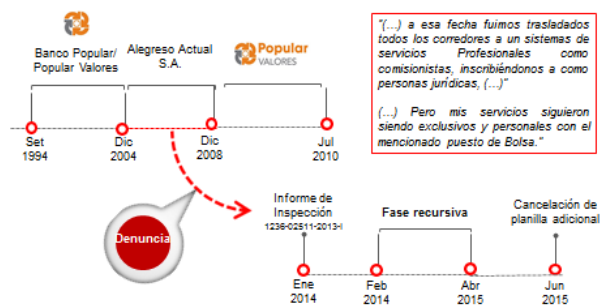 Banco Popular/
Popular Valores
Alegreso Actual
S.A.
Popular
VALORES
Set
1994
Dic
2004
Dic
2008
Jul
2010
"(…) a esa fecha fuimos trasladados
todos los corredores a un sistemas de
servicios Profesionales como
comisionistas, inscribiéndonos a como
personas jurídicas, (…)"
(…) Pero mis servicios siguieron
siendo exclusivos y personales con el
mencionado puesto de Bolsa."
Denuncia
Informe de
Inspección
1236-02511-2013-I
Fase recursiva
Cancelación de
planilla adicional
Ene
2014
Feb
2014
Abr
2015
Jun
2015